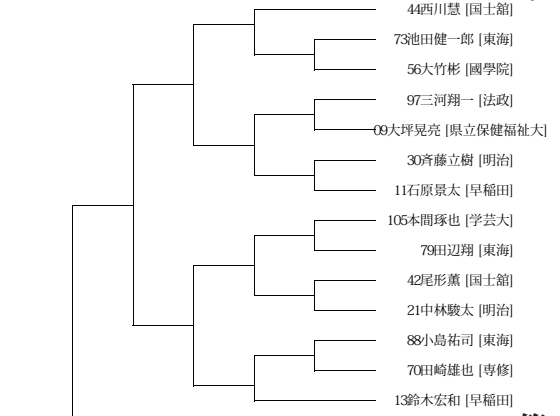 44西川慧 [国士舘]
73池田健一郎 [東海]
56大竹彬 [國學院]
97三河翔一 [法政]
09大坪晃亮 [県立保健福祉大]
30斉藤立樹 [明治]
11石原景太 [早稲田]
105本間琢也 [学芸大]
79田辺翔 [東海]
42尾形薫 [国士舘]
21中林駿太 [明治]
88小島祐司 [東海]
70田崎雄也 [専修]
13鈴木宏和 [早稲田]